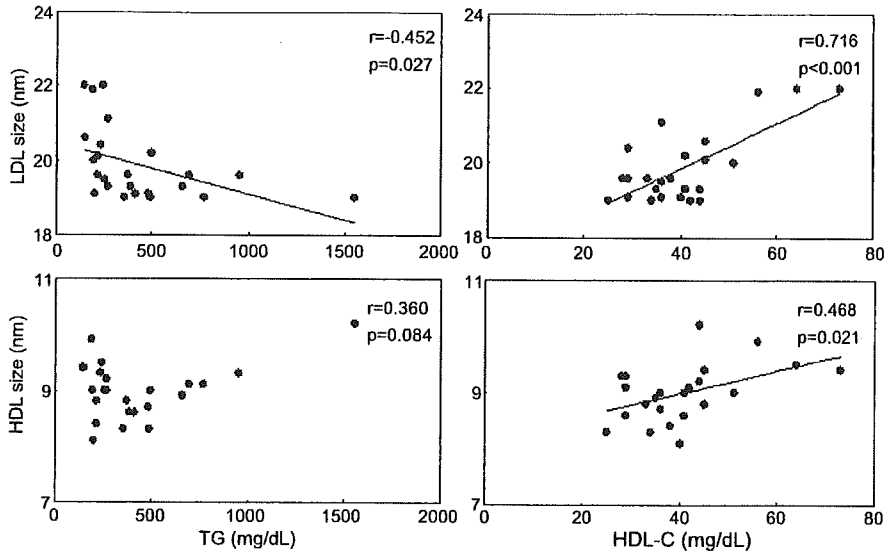 24
22
20
18
LDL size (nm)
r=-0.452
p=0.027
0
500
1000
1500
2000
24
22
20
18
r=0.716
p<0.001
0
20
40
60
80
11
9
7
HDL size (nm)
r=0.360
p=0.084
0
500
1000
1500
2000
TG (mg/dL)
11
9
7
r=0.468
p=0.021
0
20
40
60
80
HDL-C (mg/dL)